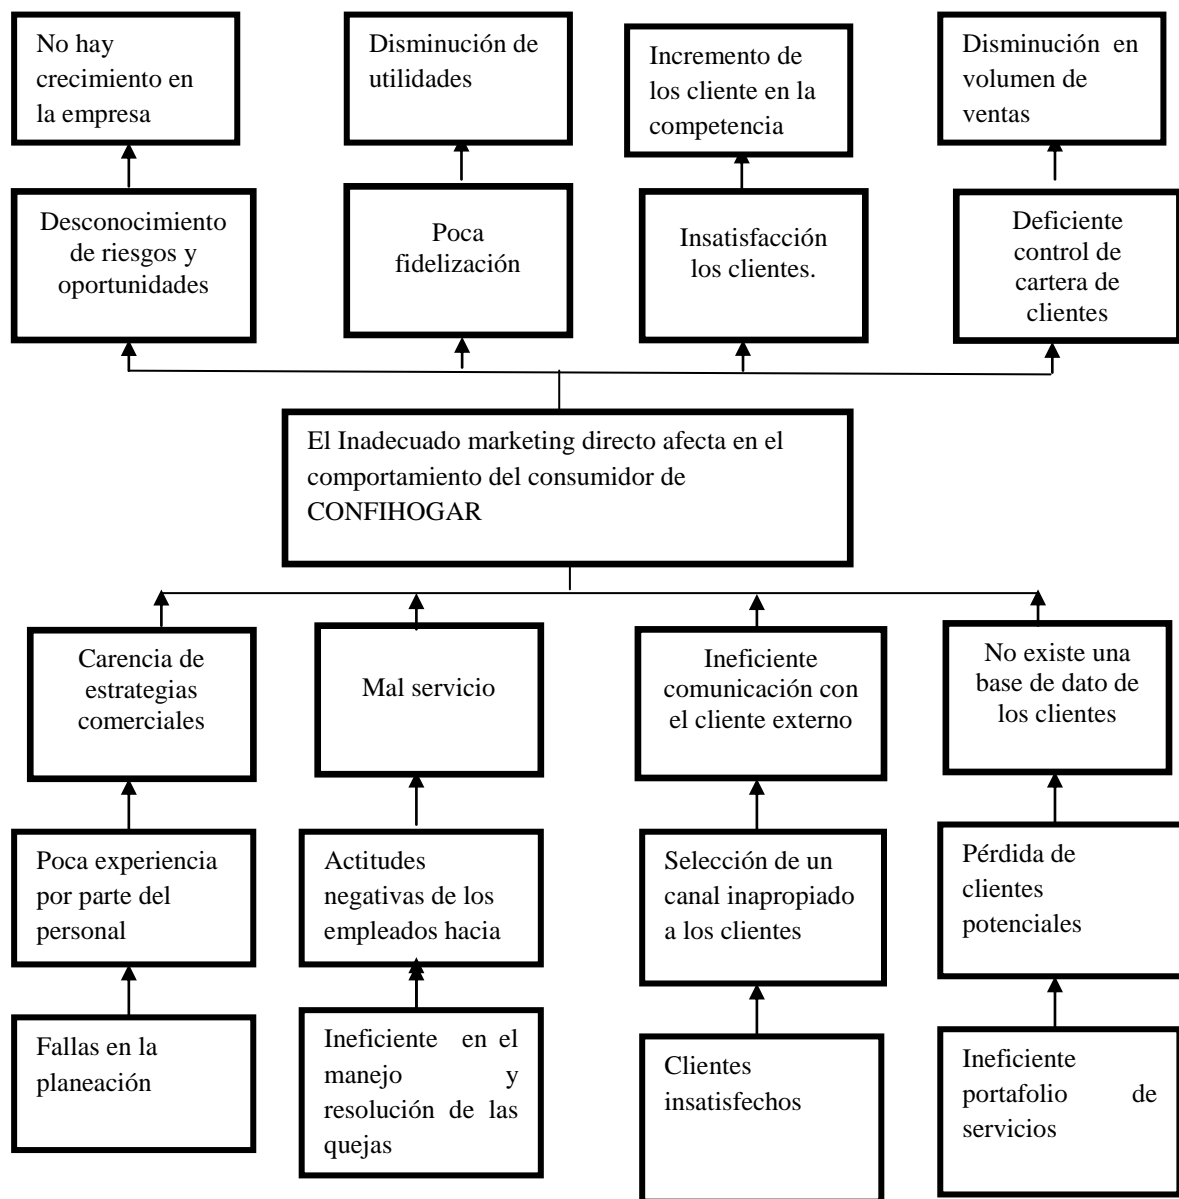 No hay
crecimiento en
la empresa
Disminución de
utilidades
Incremento de
los cliente en la
competencia
Disminución en
volumen de
ventas
Desconocimiento
de riesgos y
oportunidades
Poca
fidelización
Insatisfacción
los clientes.
Deficiente
control de
cartera de
clientes
El Inadecuado marketing directo afecta en el
comportamiento del consumidor de
CONFIHOGAR
Carencia de
estrategias
comerciales
Mal servicio
Ineficiente
comunicación con
el cliente externo
No existe una
base de dato de
los clientes
Poca experiencia
por parte del
personal
Actitudes
negativas de los
empleados hacia
Selección de un
canal inapropiado
a los clientes
Pérdida de
clientes
potenciales
Fallas en la
planeación
Ineficiente en el
manejo y
resolución de las
quejas
Clientes
insatisfechos
Ineficiente
portafolio de
servicios